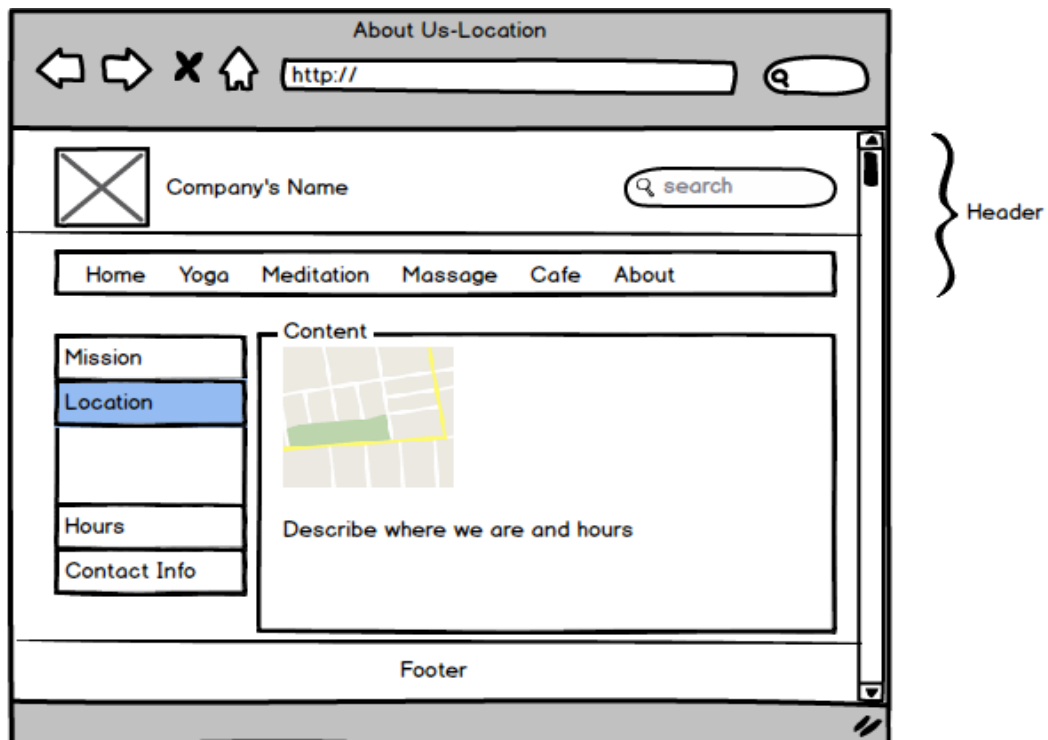 About Us-Location
http://
Company's Name
search
Header
Home Yoga Meditation Massage Cafe About
Content
Mission
Location
Hours
Contact Info
Describe where we are and hours
Footer